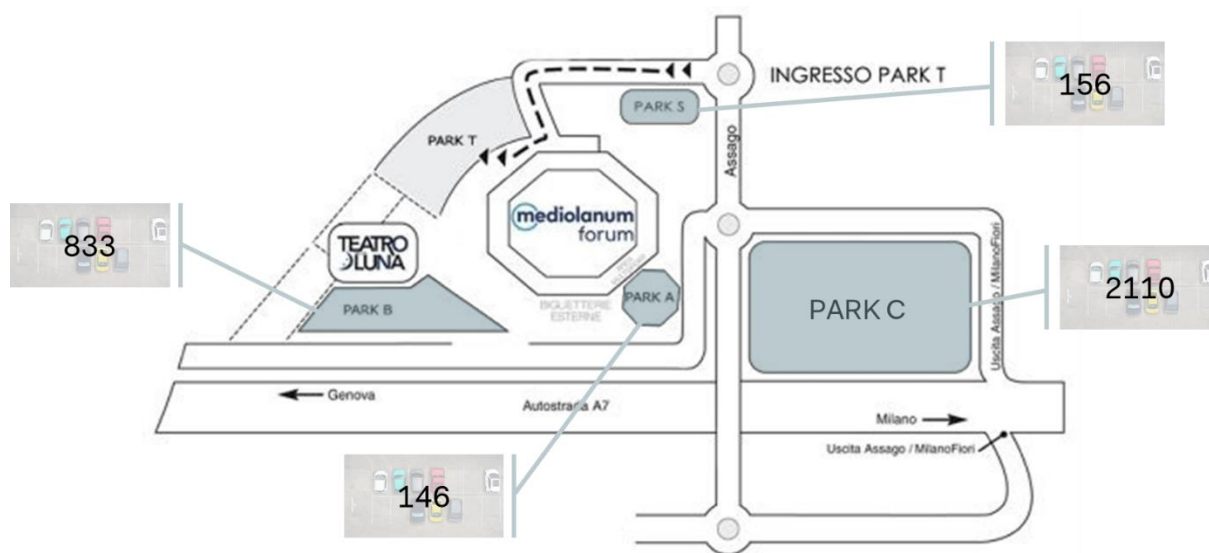 INGRESSO PARK T
156
PARK S
PARK T
Assago
mediolanum
forum
833
TEATRO
LUNA
PARK A
PARK B
BIGLIETTERIE
ESTERNE
PARK C
2110
Uscita Assago / MilanoFiori
Genova
Autostrada A7
Milano
Uscita Assago / MilanoFiori
146